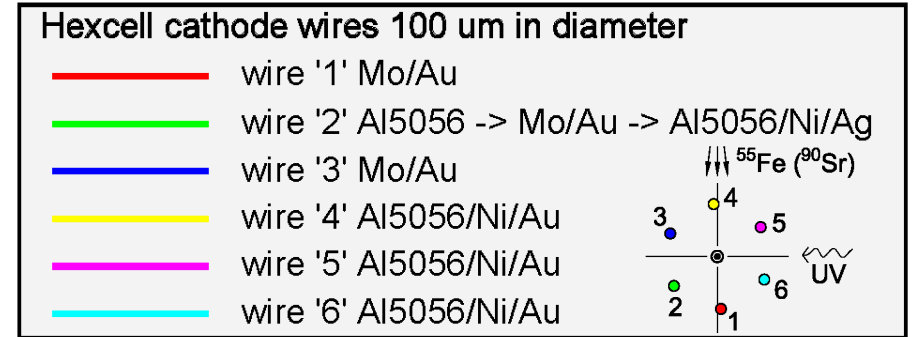 Hexcell cathode wires 100 um in diameter
wire '1' Mo/Au
wire '2' Al5056 -> Mo/Au -> Al5056/Ni/Ag
wire '3' Mo/Au
wire '4' Al5056/Ni/Au
wire '5' Al5056/Ni/Au
wire '6' Al5056/Ni/Au
⁵⁵Fe (⁹⁰Sr)
4
3
5
UV
2
6
1